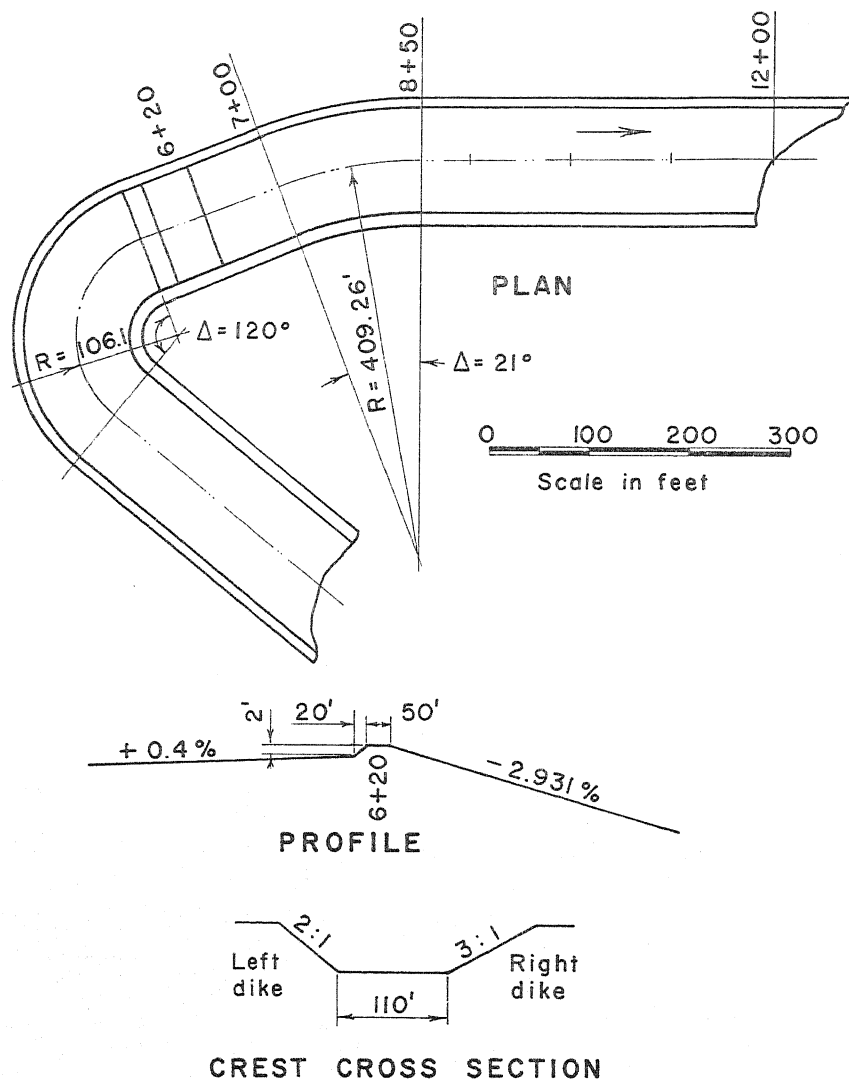 6+20
7+00
8+50
12+00
PLAN
R= 106.1
Δ=120°
R= 409.26'
Δ=21°
0 100 200 300
Scale in feet
2'
20'
50'
+ 0.4 %
6+20
-2.931%
PROFILE
2:1
3:1
Left
dike
Right
dike
110'
CREST CROSS SECTION